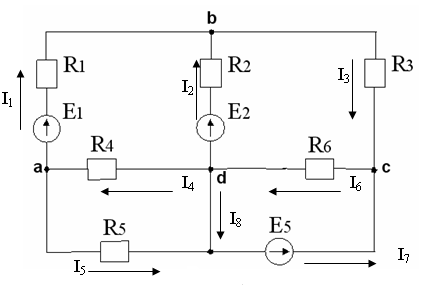 b
R1 R2 R3
I1 I2 I3
E1 E2
R4 R6
a d c
I4 I6
R5 I8 E5
I5 I7